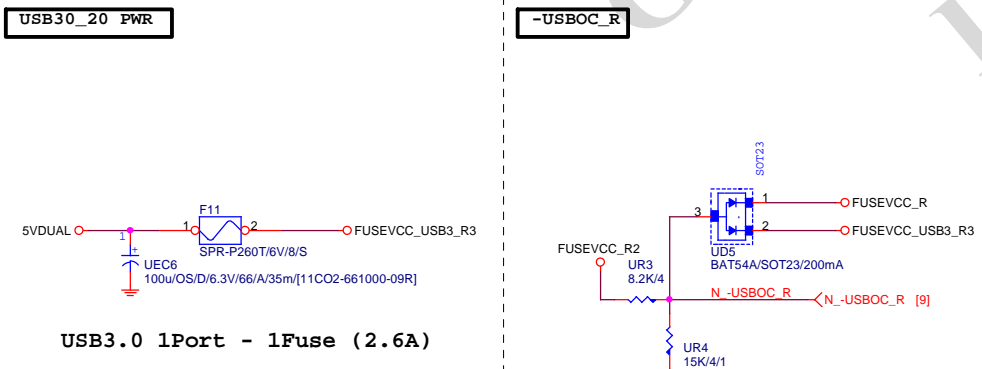 USB30_20 PWR
5VDUAL
1
F11
1
2
SPR-P260T/6V/8/S
FUSEVCC_USB3_R3
+
UEC6
100u/OS/D/6.3V/66/A/35m/[11CO2-661000-09R]
USB3.0 1Port - 1Fuse (2.6A)
-USBOC_R
SOT23
3
1
FUSEVCC_R
2
FUSEVCC_USB3_R3
UD5
BAT54A/SOT23/200mA
FUSEVCC_R2
UR3
8.2K/4
N_-USBOC_R
N_-USBOC_R [9]
UR4
15K/4/1